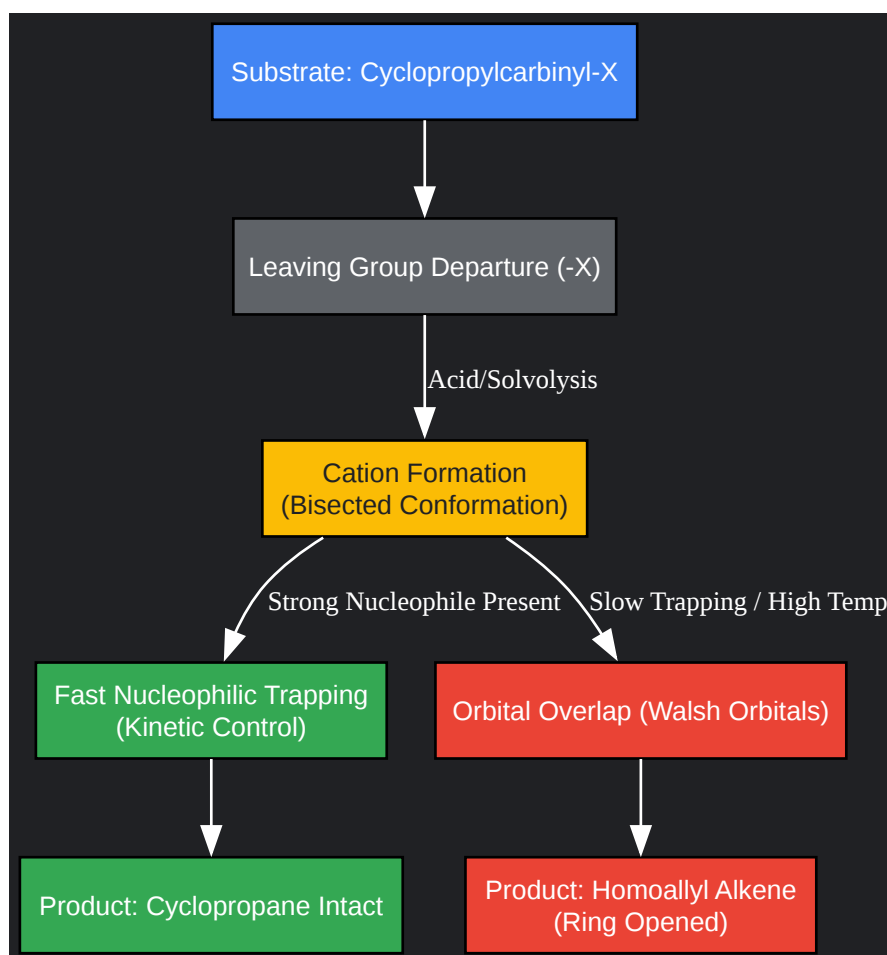 Substrate: Cyclopropylcarbinyl-X
Leaving Group Departure (-X)
Acid/Solvolysis
Cation Formation
(Bisected Conformation)
Strong Nucleophile Present
Slow Trapping / High Temp
Fast Nucleophilic Trapping
(Kinetic Control)
Orbital Overlap (Walsh Orbitals)
Product: Cyclopropane Intact
Product: Homoallyl Alkene
(Ring Opened)